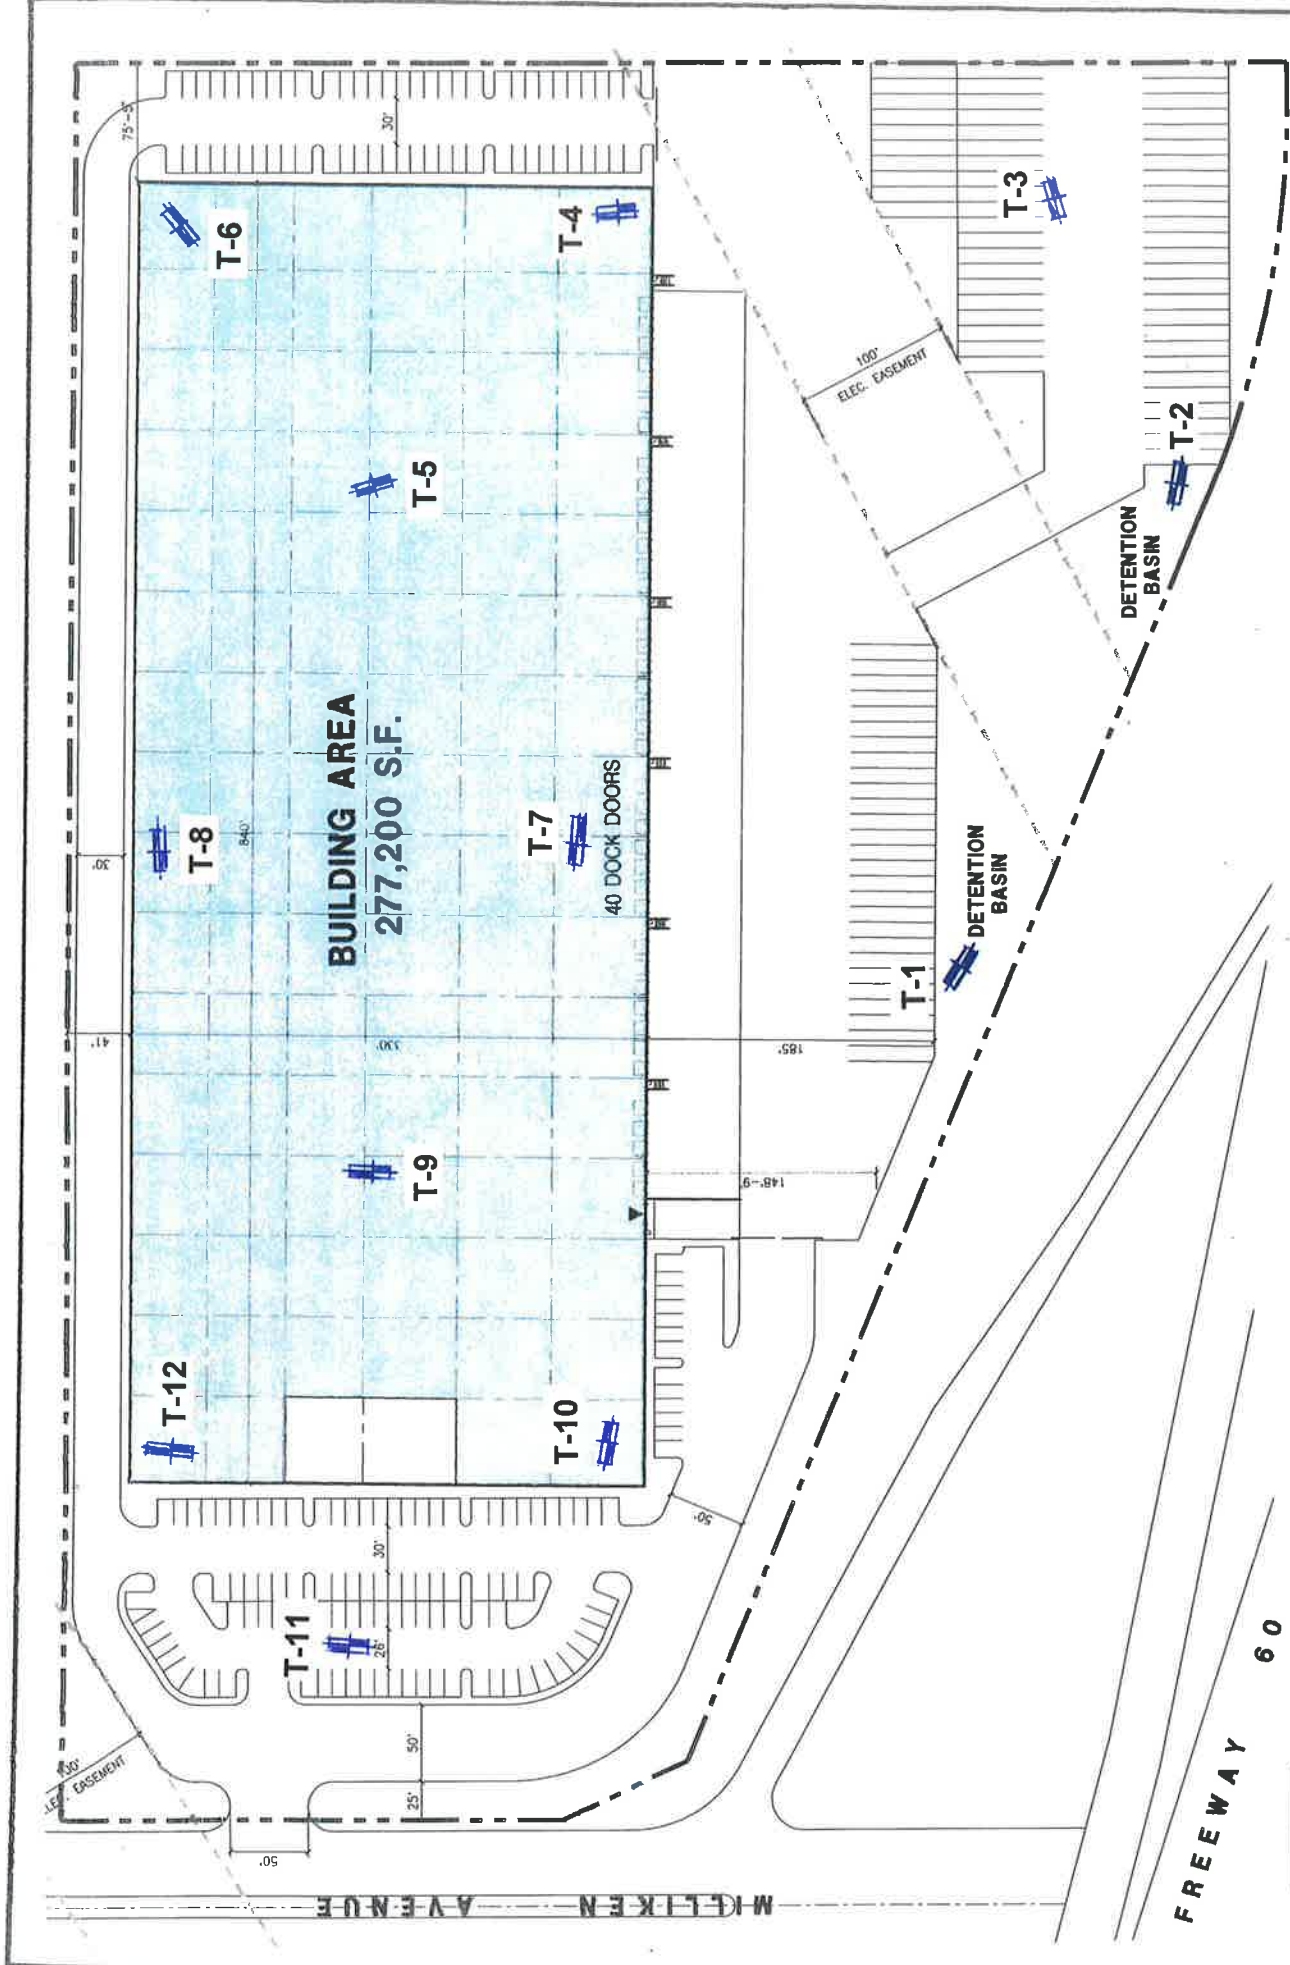 75'-5"
30'
T-6
T-4
T-3
100'
ELEC. EASEMENT
T-5
T-2
DETENTION
BASIN
BUILDING AREA
277,200 S.F.
T-8
840'
30'
T-7
40 DOCK DOORS
DETENTION
BASIN
T-1
41'
330'
185'
T-9
148'-9"
T-12
T-10
50'
30'
T-11
26'
50'
25'
100'
EASEMENT
50'
MILLIKEN AVENUE
FREEWAY 60